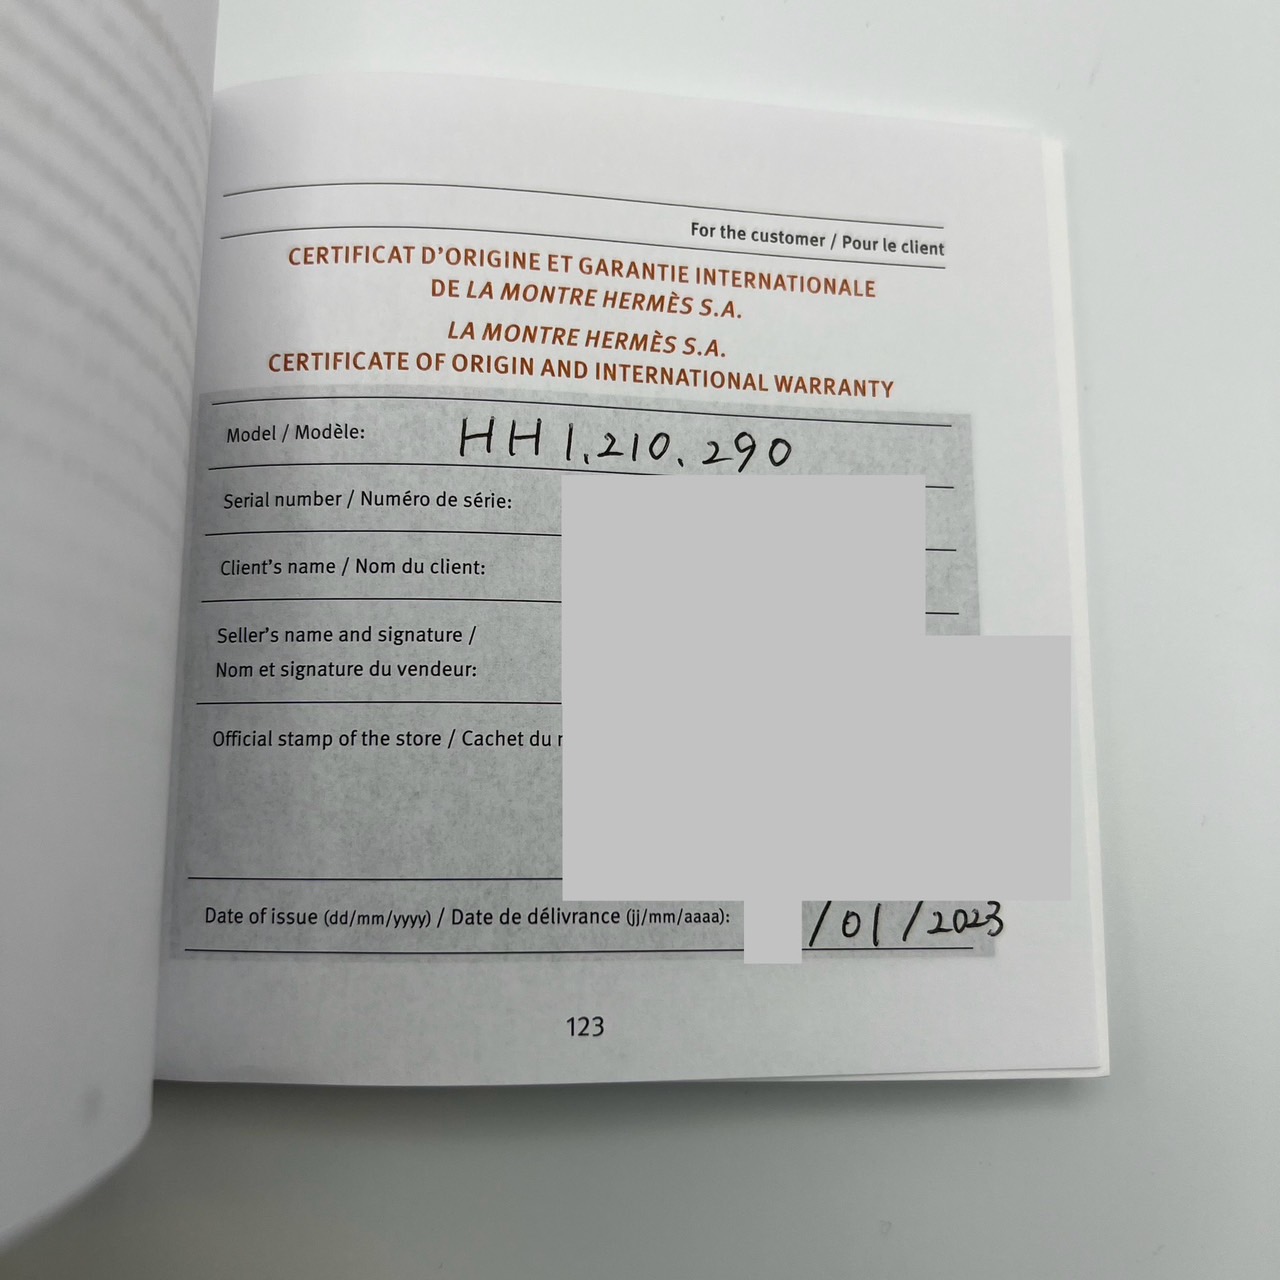 For the customer / Pour le client
CERTIFICAT D'ORIGINE ET GARANTIE INTERNATIONALE
DE LA MONTRE HERMÈS S.A.
LA MONTRE HERMÈS S.A.
CERTIFICATE OF ORIGIN AND INTERNATIONAL WARRANTY
Model / Modèle: HH1.210.290
Serial number / Numéro de série:
Client's name / Nom du client:
Seller's name and signature /
Nom et signature du vendeur:
Official stamp of the store / Cachet du
Date of issue (dd/mm/yyyy) / Date de délivrance (jj/mm/aaaa): /01/2023
123